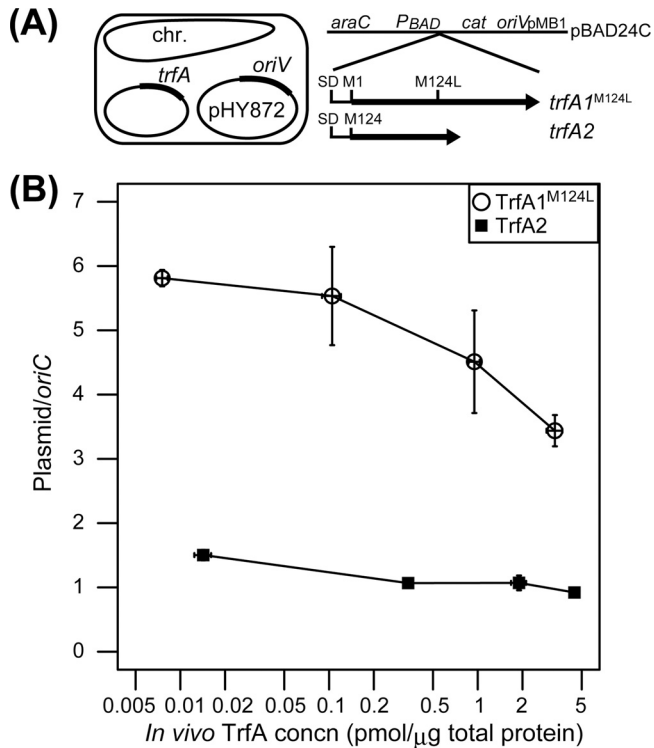 (A)
araC PBAD cat oriVpMB1 pBAD24C
chr.
trfA oriV
pHY872
SD M1 M124L trfA1M124L
SD M124 trfA2
(B)
TrfA1M124L
TrfA2
7
6
5
4
3
2
1
0
Plasmid/oriC
0.005 0.01 0.05 0.1 0.2 0.5 1 2 5
In vivo TrfA concn (pmol/μg total protein)